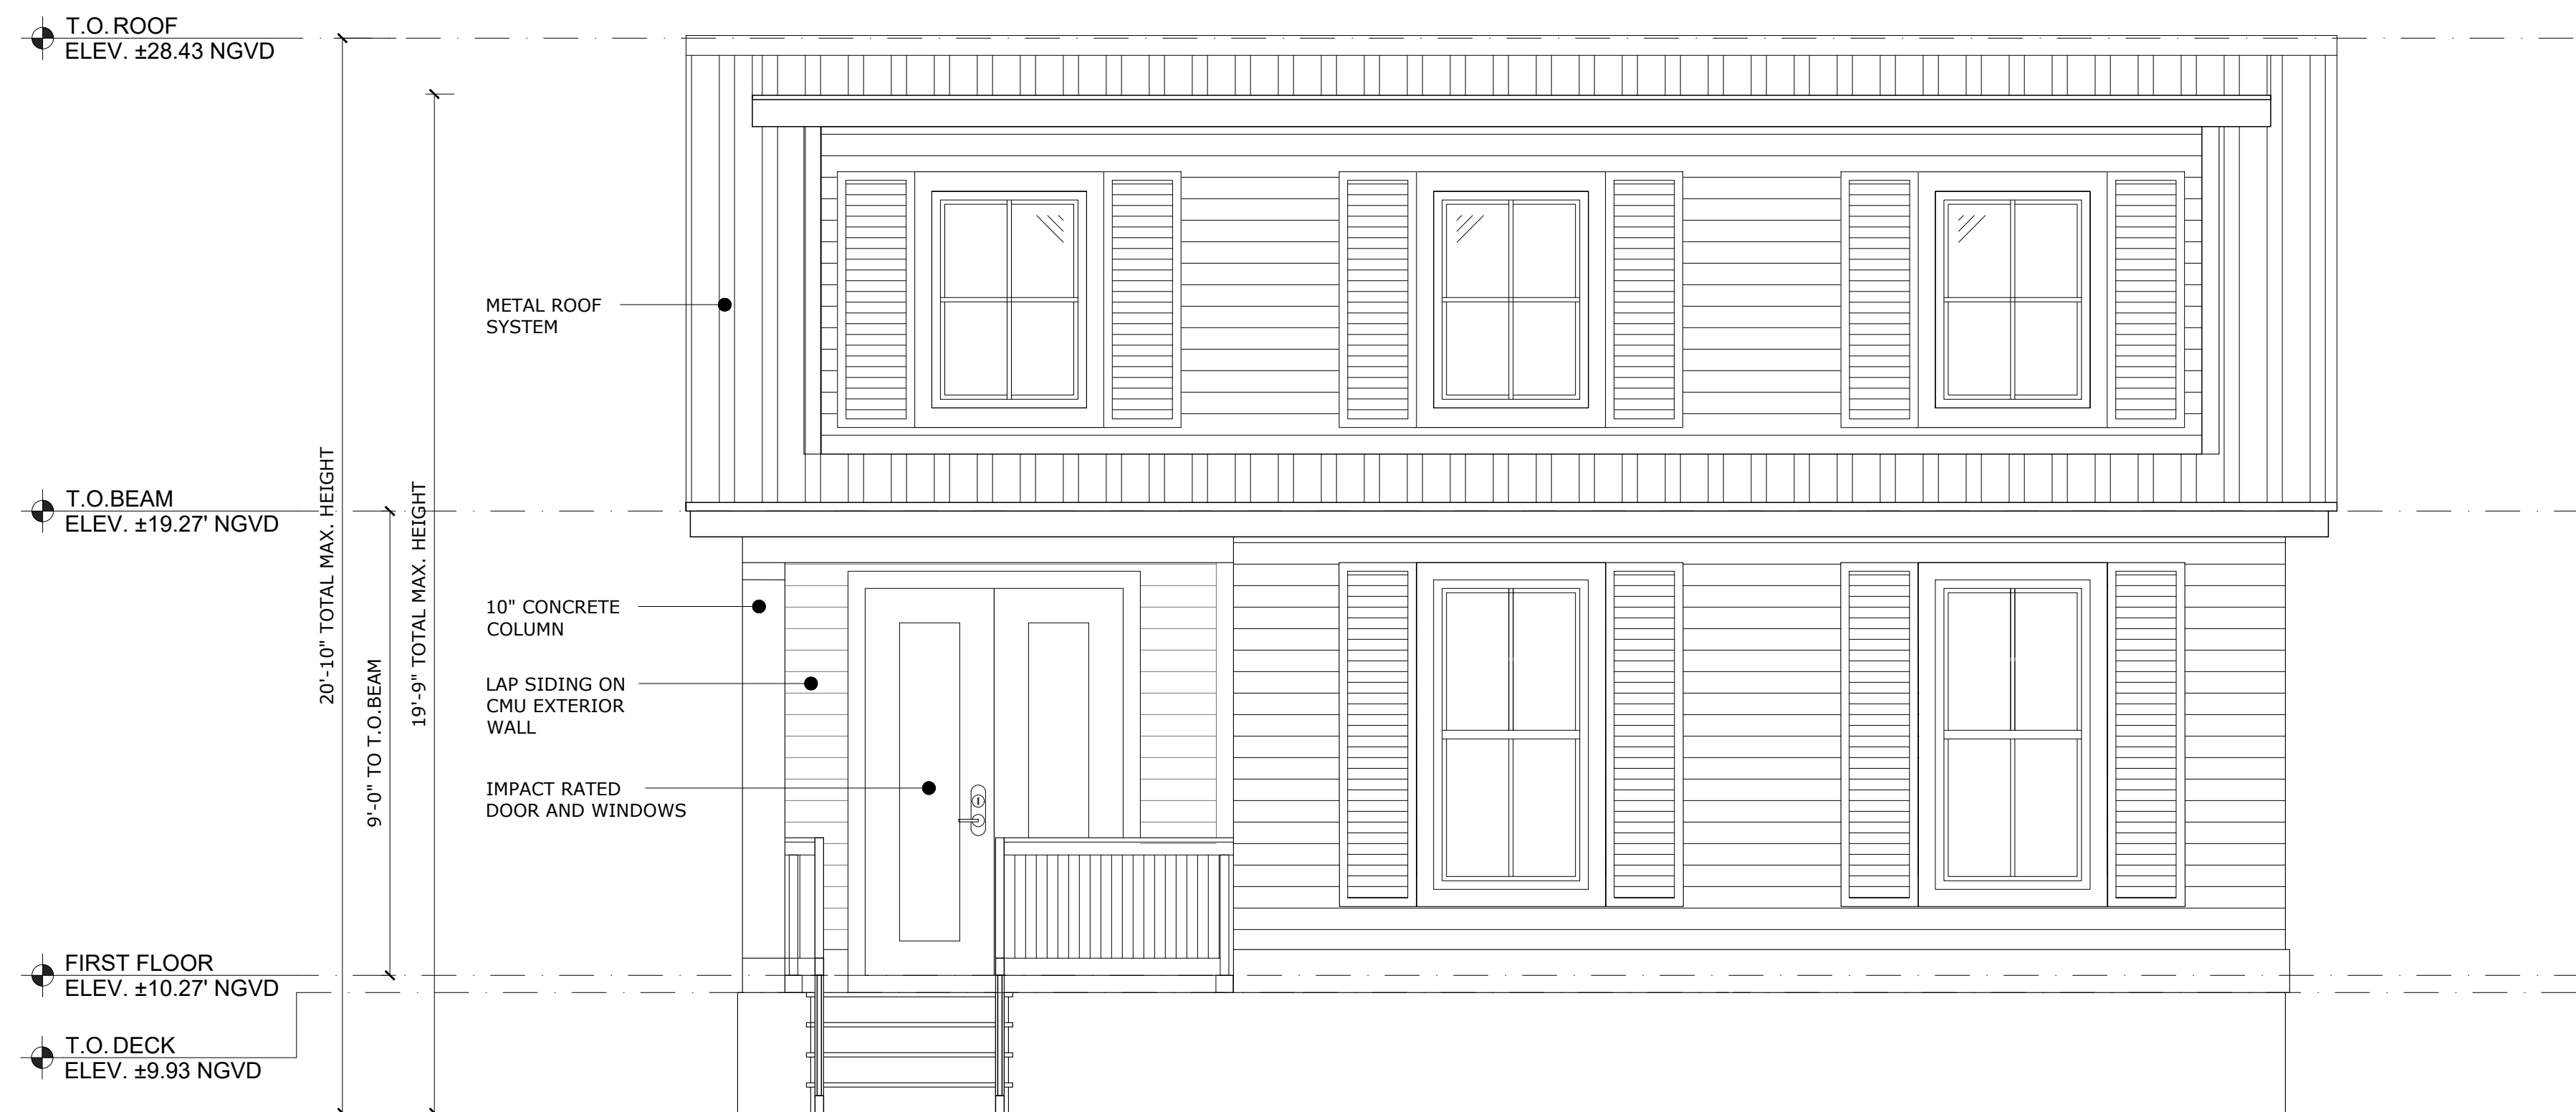 T.O. ROOF
ELEV. ±28.43 NGVD
METAL ROOF
SYSTEM
T.O.BEAM
ELEV. ±19.27' NGVD
20'-10" TOTAL MAX. HEIGHT
9'-0" TO T.O.BEAM
19'-9" TOTAL MAX. HEIGHT
10" CONCRETE
COLUMN
LAP SIDING ON
CMU EXTERIOR
WALL
IMPACT RATED
DOOR AND WINDOWS
FIRST FLOOR
ELEV. ±10.27' NGVD
T.O. DECK
ELEV. ±9.93 NGVD